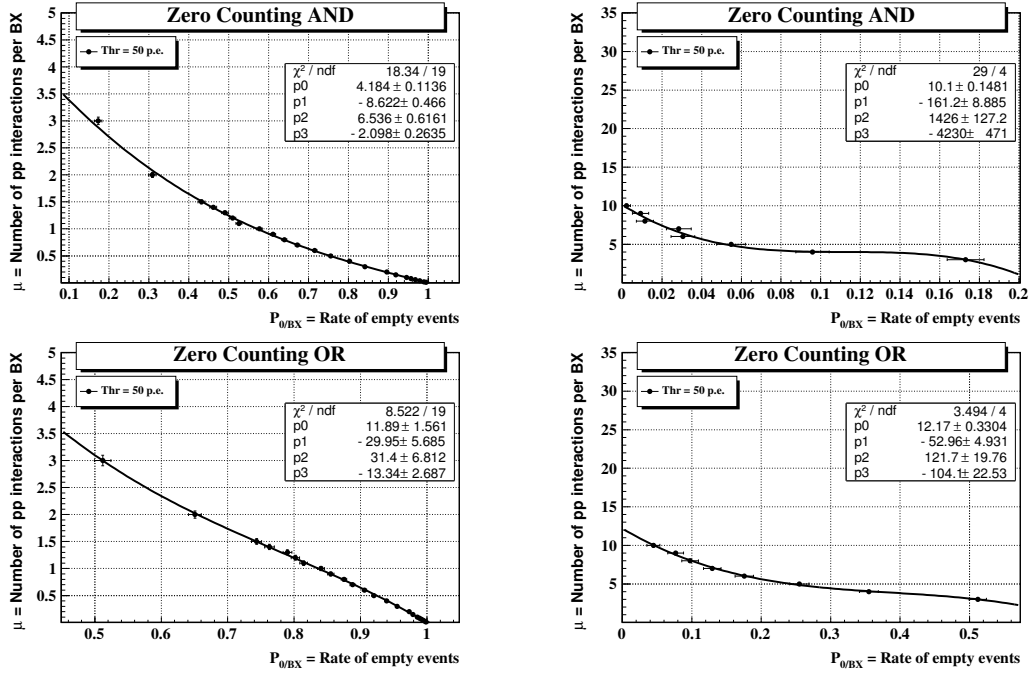 Zero Counting AND
Thr = 50 p.e.
χ² / ndf 18.34 / 19
p0 4.184 ± 0.1136
p1 - 8.622± 0.466
p2 6.536 ± 0.6161
p3 - 2.098± 0.2635
μ = Number of pp interactions per BX
5
4.5
4
3.5
3
2.5
2
1.5
1
0.5
0.1 0.2 0.3 0.4 0.5 0.6 0.7 0.8 0.9 1
P0/BX = Rate of empty events
Zero Counting AND
Thr = 50 p.e.
χ² / ndf 29 / 4
p0 10.1 ± 0.1481
p1 - 161.2± 8.885
p2 1426 ± 127.2
p3 - 4230± 471
μ = Number of pp interactions per BX
35
30
25
20
15
10
5
0 0.02 0.04 0.06 0.08 0.1 0.12 0.14 0.16 0.18 0.2
P0/BX = Rate of empty events
Zero Counting OR
Thr = 50 p.e.
χ² / ndf 8.522 / 19
p0 11.89 ± 1.561
p1 - 29.95± 5.685
p2 31.4 ± 6.812
p3 - 13.34± 2.687
μ = Number of pp interactions per BX
5
4.5
4
3.5
3
2.5
2
1.5
1
0.5
0.5 0.6 0.7 0.8 0.9 1
P0/BX = Rate of empty events
Zero Counting OR
Thr = 50 p.e.
χ² / ndf 3.494 / 4
p0 12.17 ± 0.3304
p1 - 52.96± 4.931
p2 121.7 ± 19.76
p3 - 104.1± 22.53
μ = Number of pp interactions per BX
35
30
25
20
15
10
5
0 0.1 0.2 0.3 0.4 0.5
P0/BX = Rate of empty events